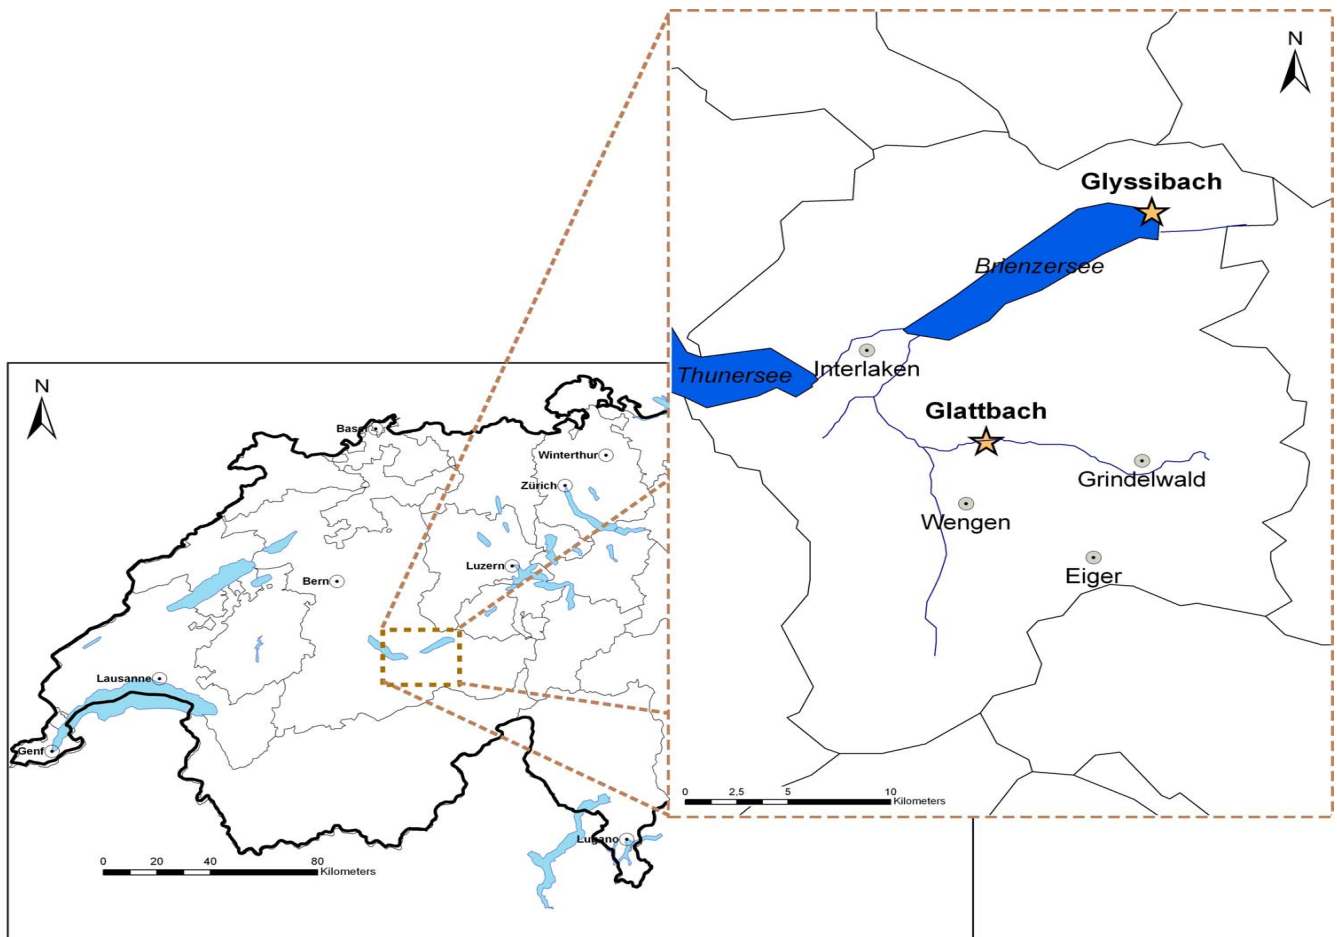 N
Glyssibach
Brienzersee
Thunersee
Interlaken
Glattbach
Grindelwald
Wengen
Eiger
0 2,5 5 10
Kilometers
N
Basel
Winterthur
Zürich
Luzern
Bern
Lausanne
Genf
Lugano
0 20 40 80
Kilometers